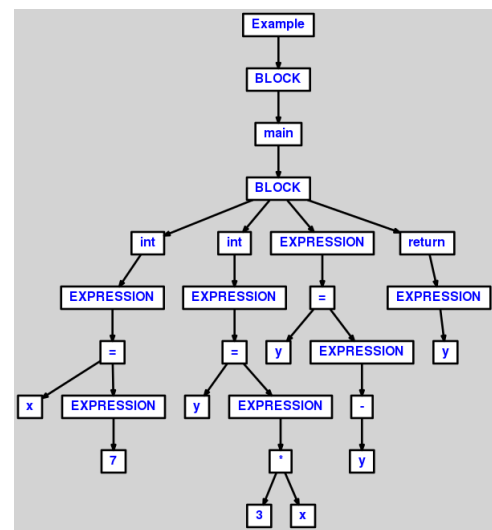 Example
BLOCK
main
BLOCK
int int EXPRESSION return
EXPRESSION EXPRESSION = EXPRESSION
= = y EXPRESSION y
x EXPRESSION y EXPRESSION -
7 * y
3 x